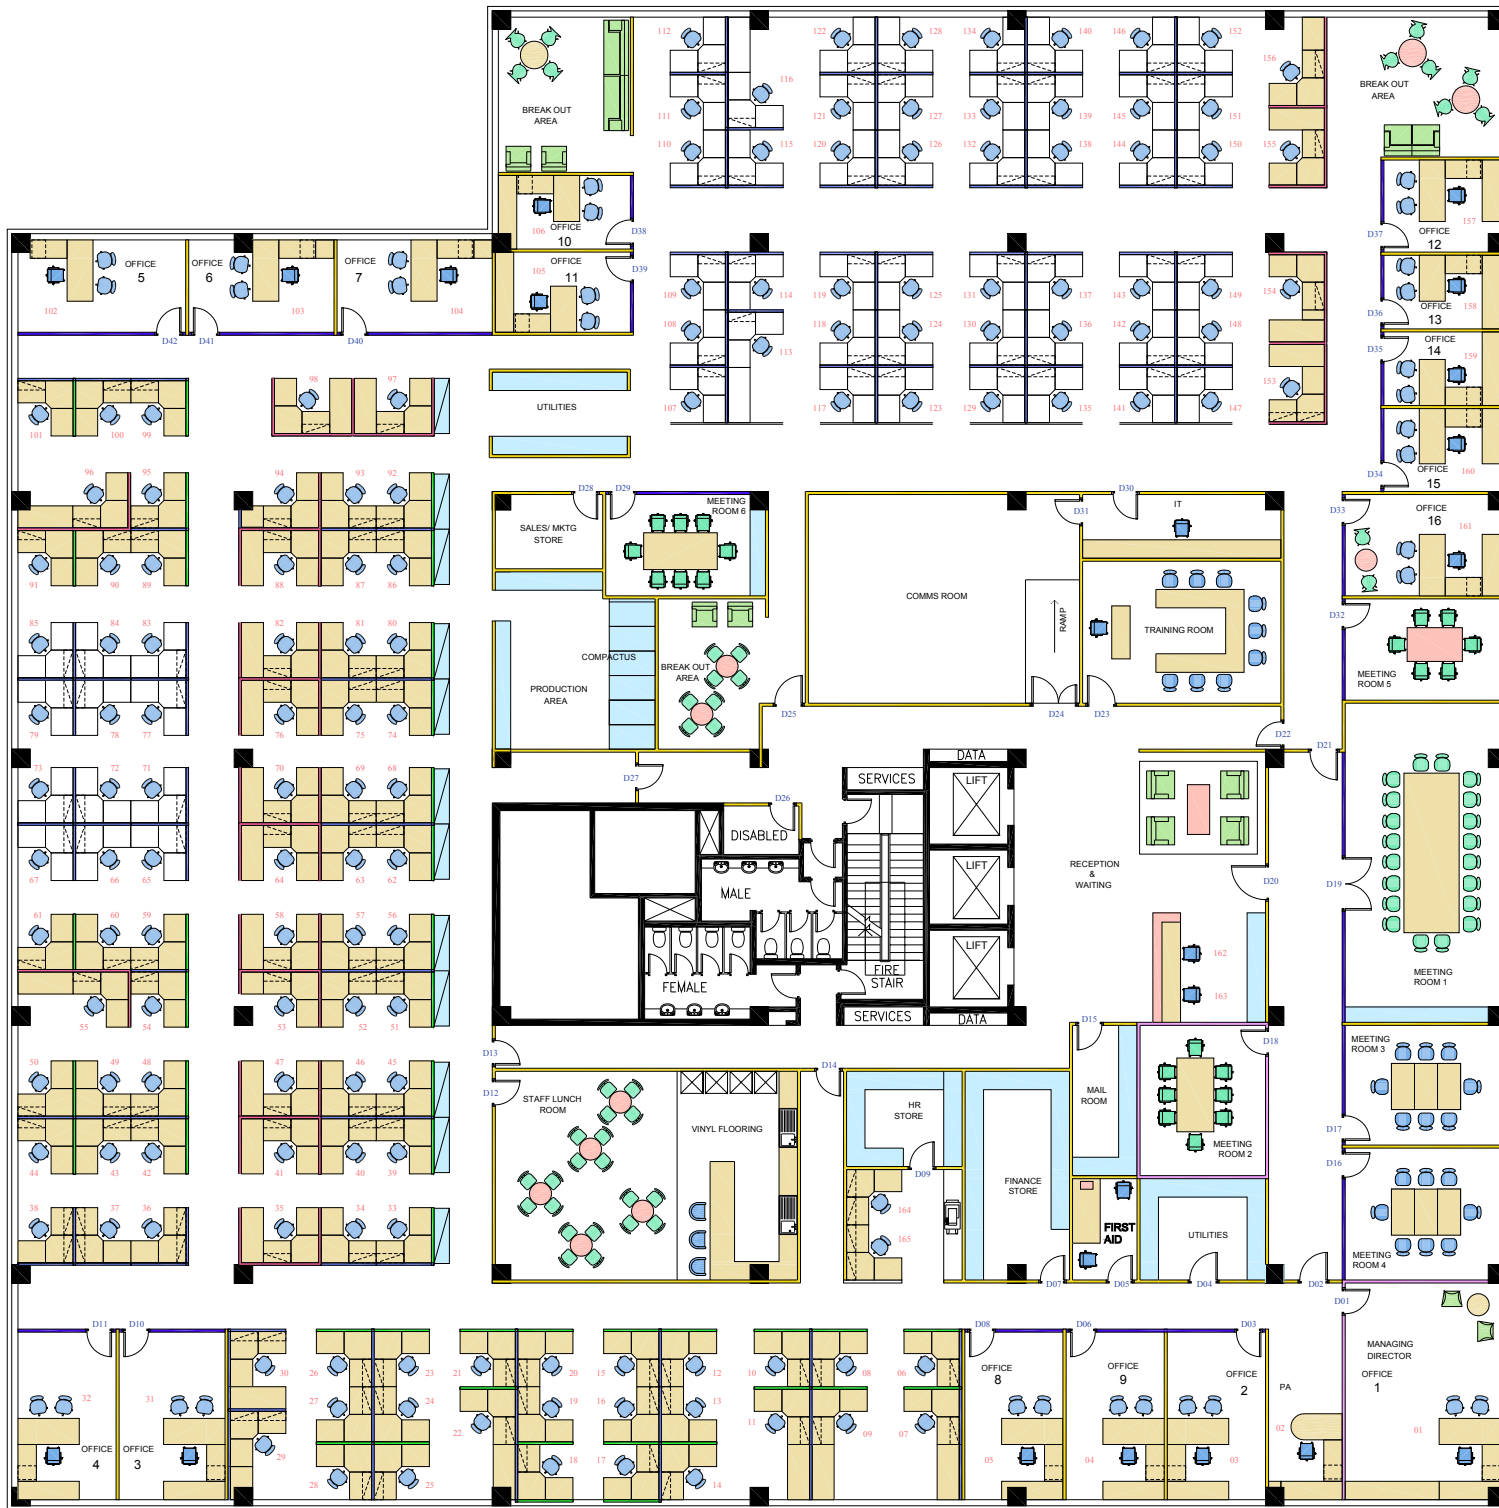 112
122
128
134
140
146
152
156
116
BREAK OUT
AREA
BREAK OUT
AREA
111
121
127
133
139
145
151
110
115
120
126
132
138
144
150
155
106
OFFICE
10
D38
157
D37
OFFICE
12
OFFICE
5
OFFICE
6
OFFICE
7
105
OFFICE
11
D39
102
103
104
109
114
119
125
131
137
143
149
154
158
D36
OFFICE
13
108
113
118
124
130
136
142
148
D42
D41
D40
D35
OFFICE
14
159
98
97
UTILITIES
107
117
123
129
135
141
147
153
101
100
99
D34
OFFICE
15
160
96
95
94
93
92
D28
D29
D30
D31
D33
SALES/ MKTG
STORE
MEETING
ROOM 6
IT
OFFICE
16
161
91
90
89
88
87
86
COMMS ROOM
RAMP
TRAINING ROOM
D32
85
84
83
82
81
80
COMPACTUS
BREAK OUT
AREA
PRODUCTION
AREA
MEETING
ROOM 5
79
78
77
76
75
74
D25
D24
D23
D22
D21
73
72
71
70
69
68
D27
SERVICES
DATA
LIFT
D26
DISABLED
67
66
65
64
63
62
MALE
LIFT
RECEPTION
&
WAITING
D20
D19
61
60
59
58
57
56
LIFT
162
FEMALE
FIRE
STAIR
163
MEETING
ROOM 1
55
54
53
52
51
SERVICES
DATA
D15
D18
D13
D14
MEETING
ROOM 3
50
49
48
47
46
45
D12
STAFF LUNCH
ROOM
VINYL FLOORING
HR
STORE
MAIL
ROOM
MEETING
ROOM 2
D17
D16
44
43
42
41
40
39
D09
FINANCE
STORE
38
37
36
35
34
33
164
165
FIRST
AID
UTILITIES
MEETING
ROOM 4
D07
D05
D04
D02
D01
D11
D10
D08
D06
D03
MANAGING
DIRECTOR
30
26
23
21
20
15
12
10
08
06
OFFICE
8
OFFICE
9
OFFICE
2
PA
OFFICE
1
32
31
27
24
22
19
16
13
11
09
07
02
01
OFFICE
4
OFFICE
3
29
28
25
18
17
14
05
04
03